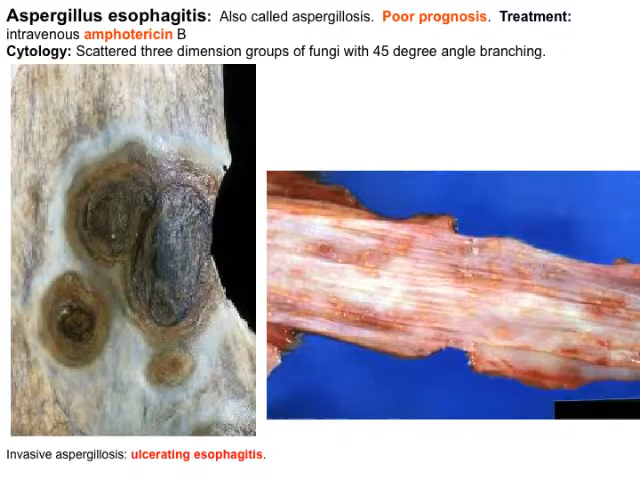 Aspergillus esophagitis: Also called aspergillosis. Poor prognosis. Treatment:
intravenous amphotericin B
Cytology: Scattered three dimension groups of fungi with 45 degree angle branching.
Invasive aspergillosis: ulcerating esophagitis.